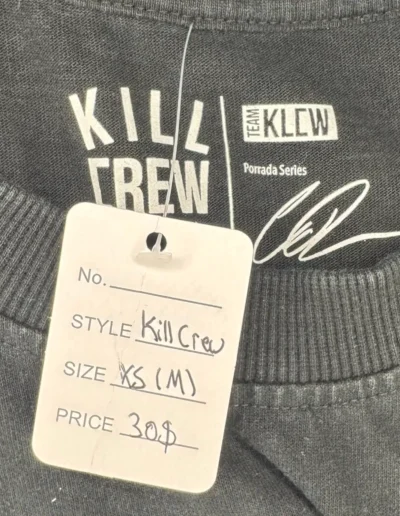 KILL
CREW
TEAM KLCW
Porrada Series
No.
STYLE Kill Crew
SIZE XS (M)
PRICE 30$